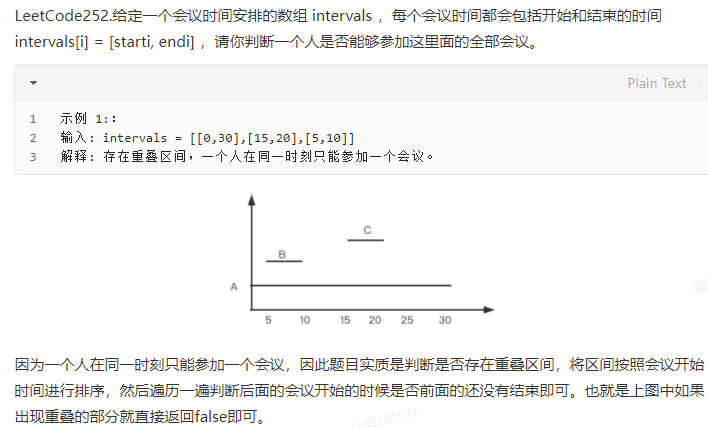 LeetCode252.给定一个会议时间安排的数组 intervals ，每个会议时间都会包括开始和结束的时间
intervals[i] = [starti, endi] ，请你判断一个人是否能够参加这里面的全部会议。
Plain Text
1 示例 1::
2 输入: intervals = [[0,30],[15,20],[5,10]]
3 解释: 存在重叠区间，一个人在同一时刻只能参加一个会议。
C
B
A
5 10 15 20 25 30
因为一个人在同一时刻只能参加一个会议，因此题目实质是判断是否存在重叠区间，将区间按照会议开始
时间进行排序，然后遍历一遍判断后面的会议开始的时候是否前面的还没有结束即可。也就是上图中如果
出现重叠的部分就直接返回false即可。